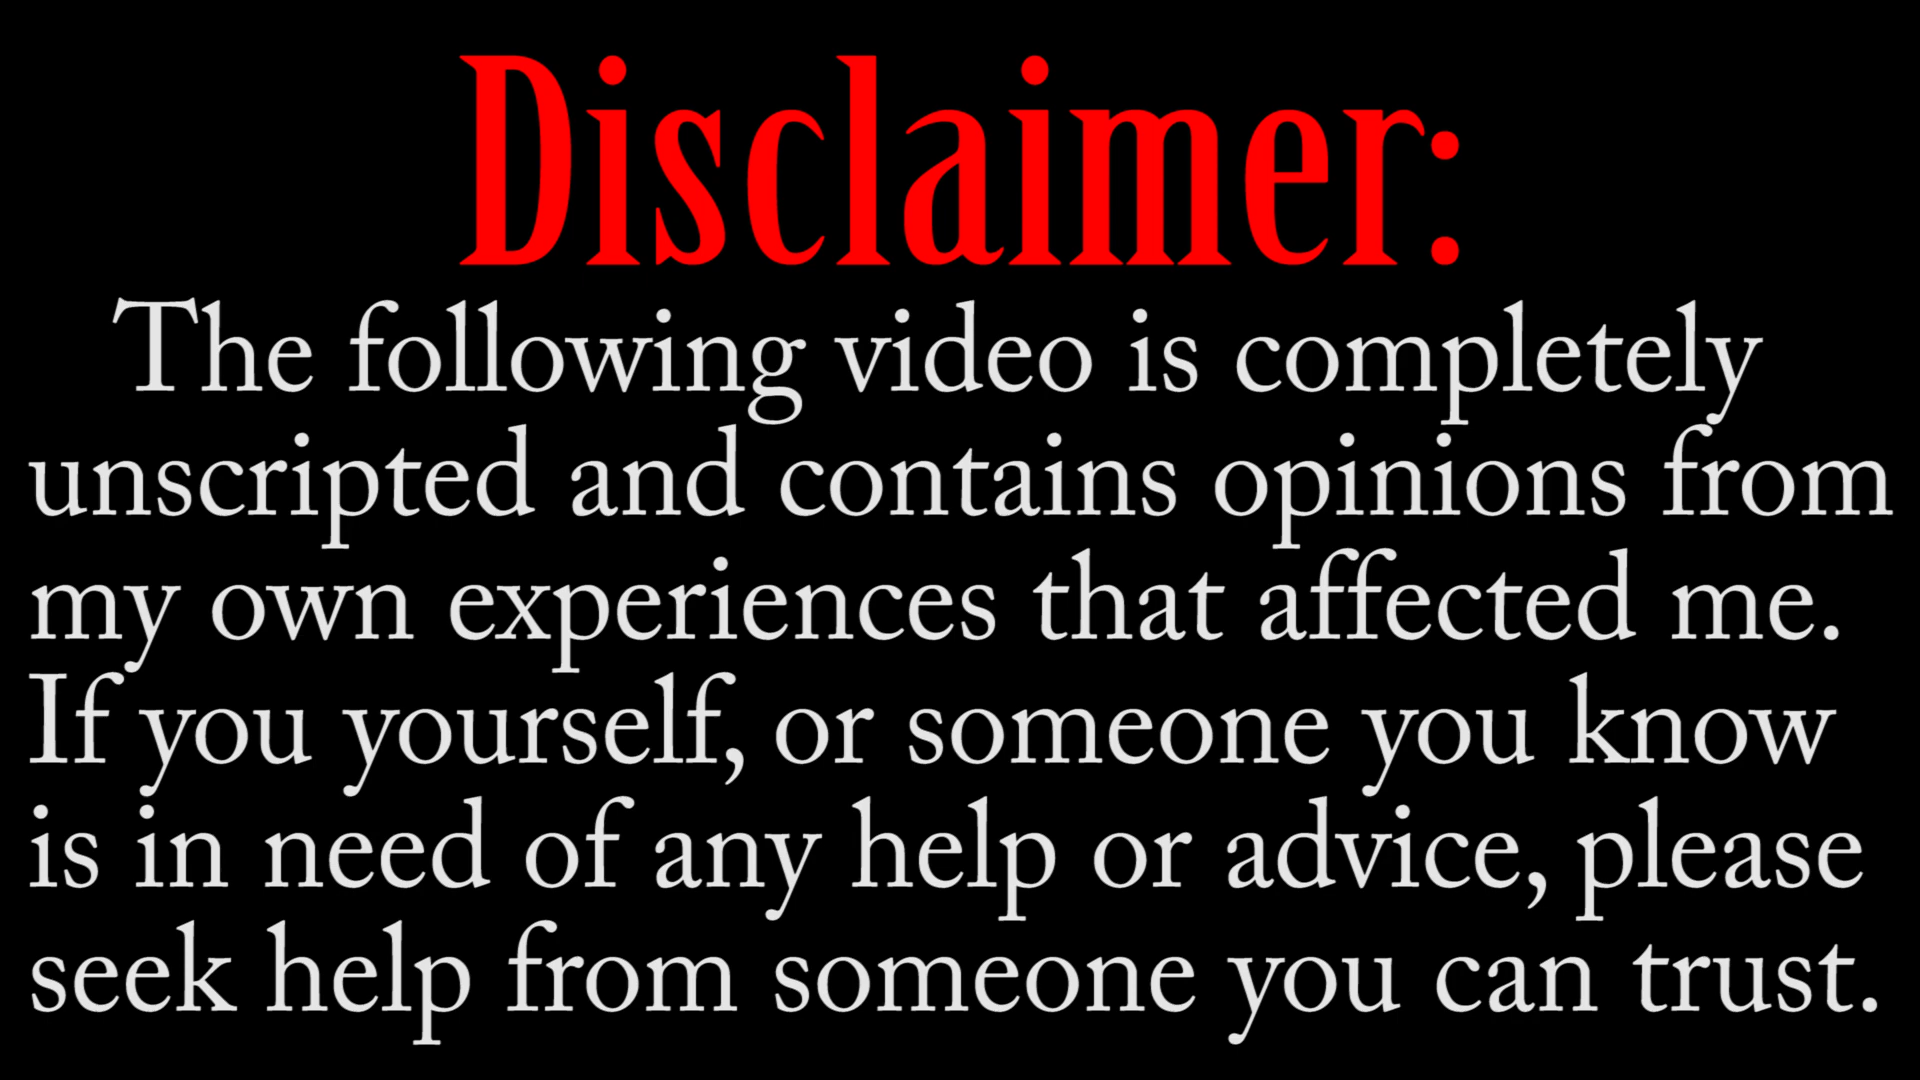 Disclaimer:
The following video is completely
unscripted and contains opinions from
my own experiences that affected me.
If you yourself, or someone you know
is in need of any help or advice, please
seek help from someone you can trust.